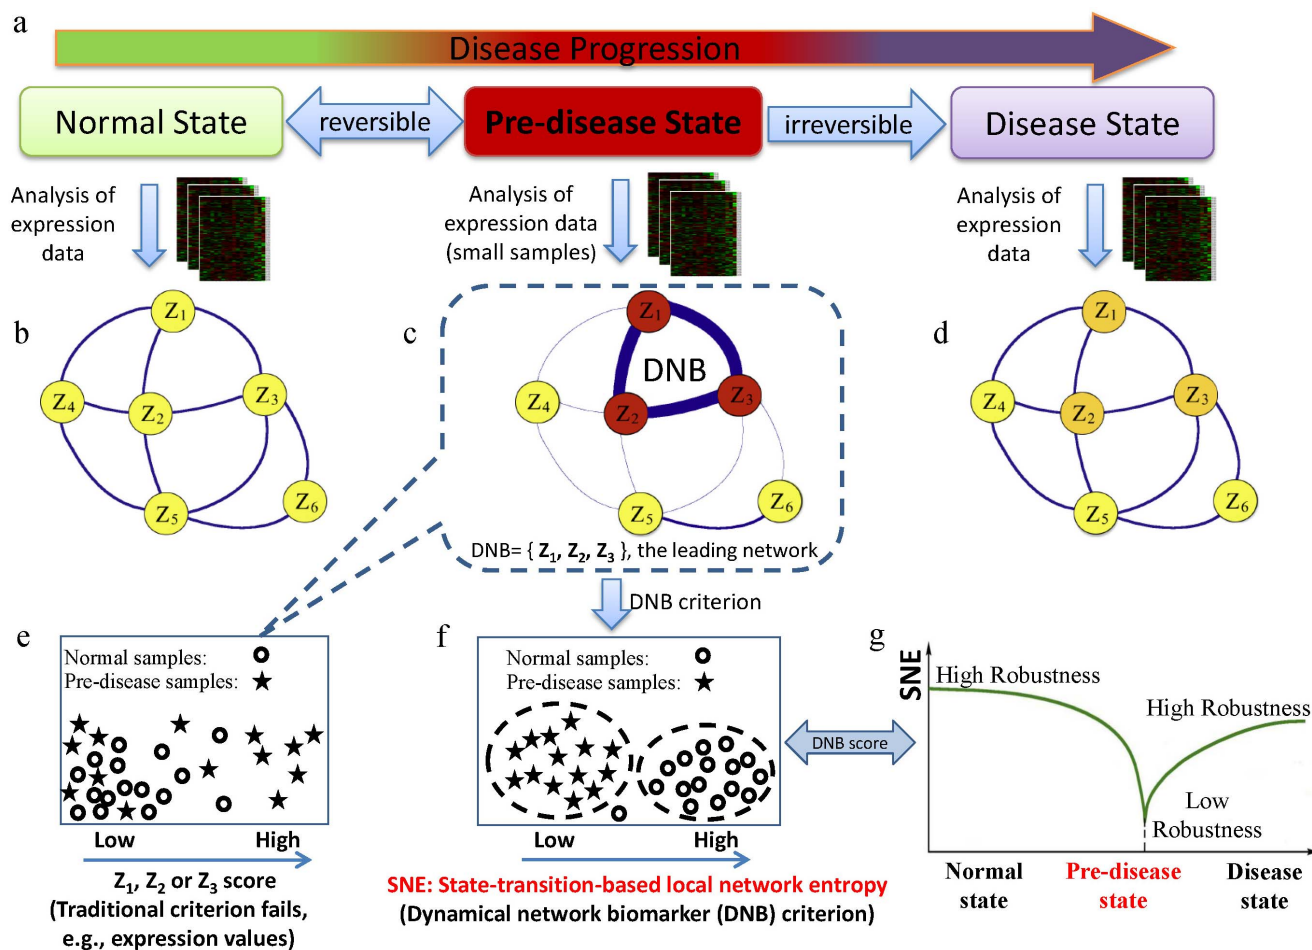 a
Disease Progression
Normal State
reversible
Pre-disease State
irreversible
Disease State
Analysis of
expression
data
Analysis of
expression data
(small samples)
Analysis of
expression
data
b
Z1
Z2
Z3
Z4
Z5
Z6
c
Z1
DNB
Z2
Z3
Z4
Z5
Z6
DNB= { Z1, Z2, Z3 }, the leading network
d
Z1
Z2
Z3
Z4
Z5
Z6
DNB criterion
e
Normal samples:
Pre-disease samples:
Low High
Z1, Z2 or Z3 score
(Traditional criterion fails,
e.g., expression values)
f
Normal samples:
Pre-disease samples:
Low High
SNE: State-transition-based local network entropy
(Dynamical network biomarker (DNB) criterion)
DNB score
g
SNE
High Robustness
High Robustness
Low
Robustness
Normal
state
Pre-disease
state
Disease
state